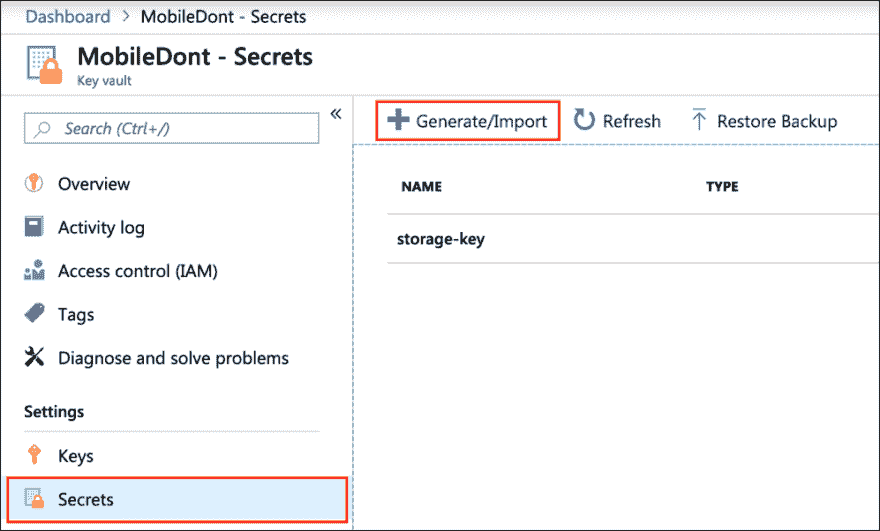 Dashboard > MobileDont - Secrets
MobileDont - Secrets
Key vault
Search (Ctrl+/)
«
Overview
Activity log
Access control (IAM)
Tags
Diagnose and solve problems
Settings
Keys
Secrets
Generate/Import Refresh Restore Backup
NAME TYPE
storage-key